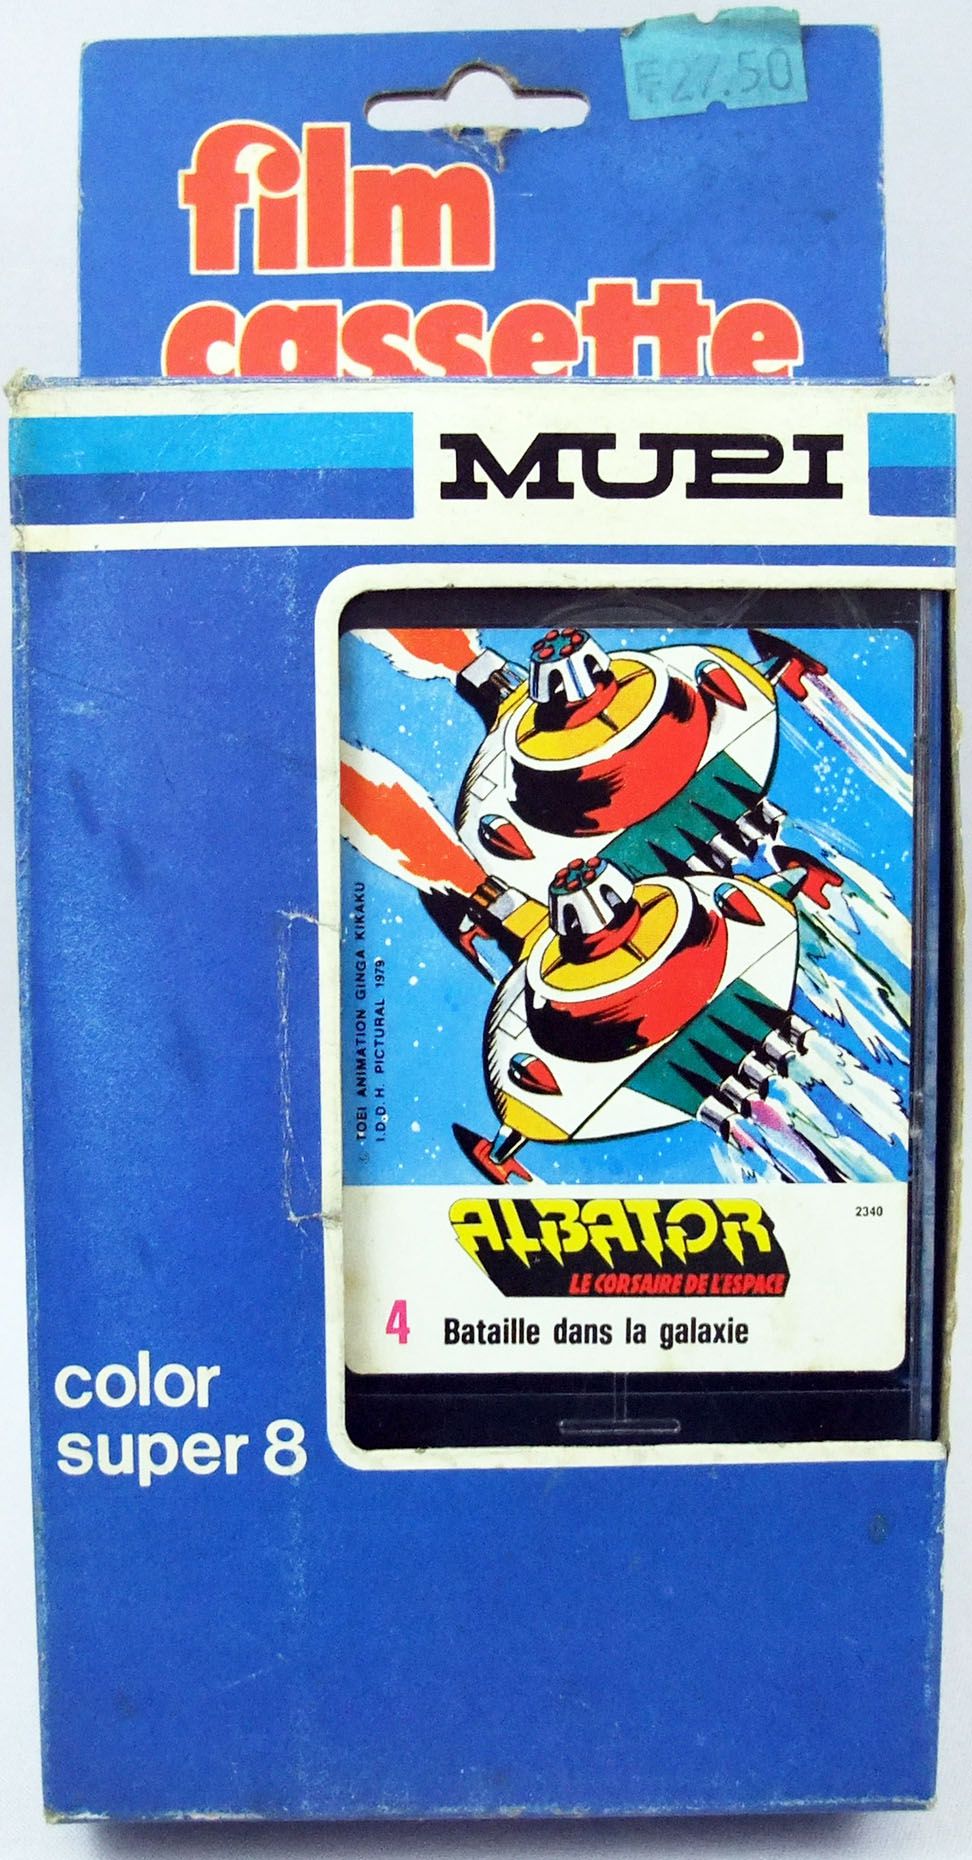 F27.50
film
cassette
MUPI
© TOEI ANIMATION GINGA KIKAKU
I.D.D.H. PICTURAL 1979
ALBATOR
LE CORSAIRE DE L'ESPACE
2340
4 Bataille dans la galaxie
color
super 8